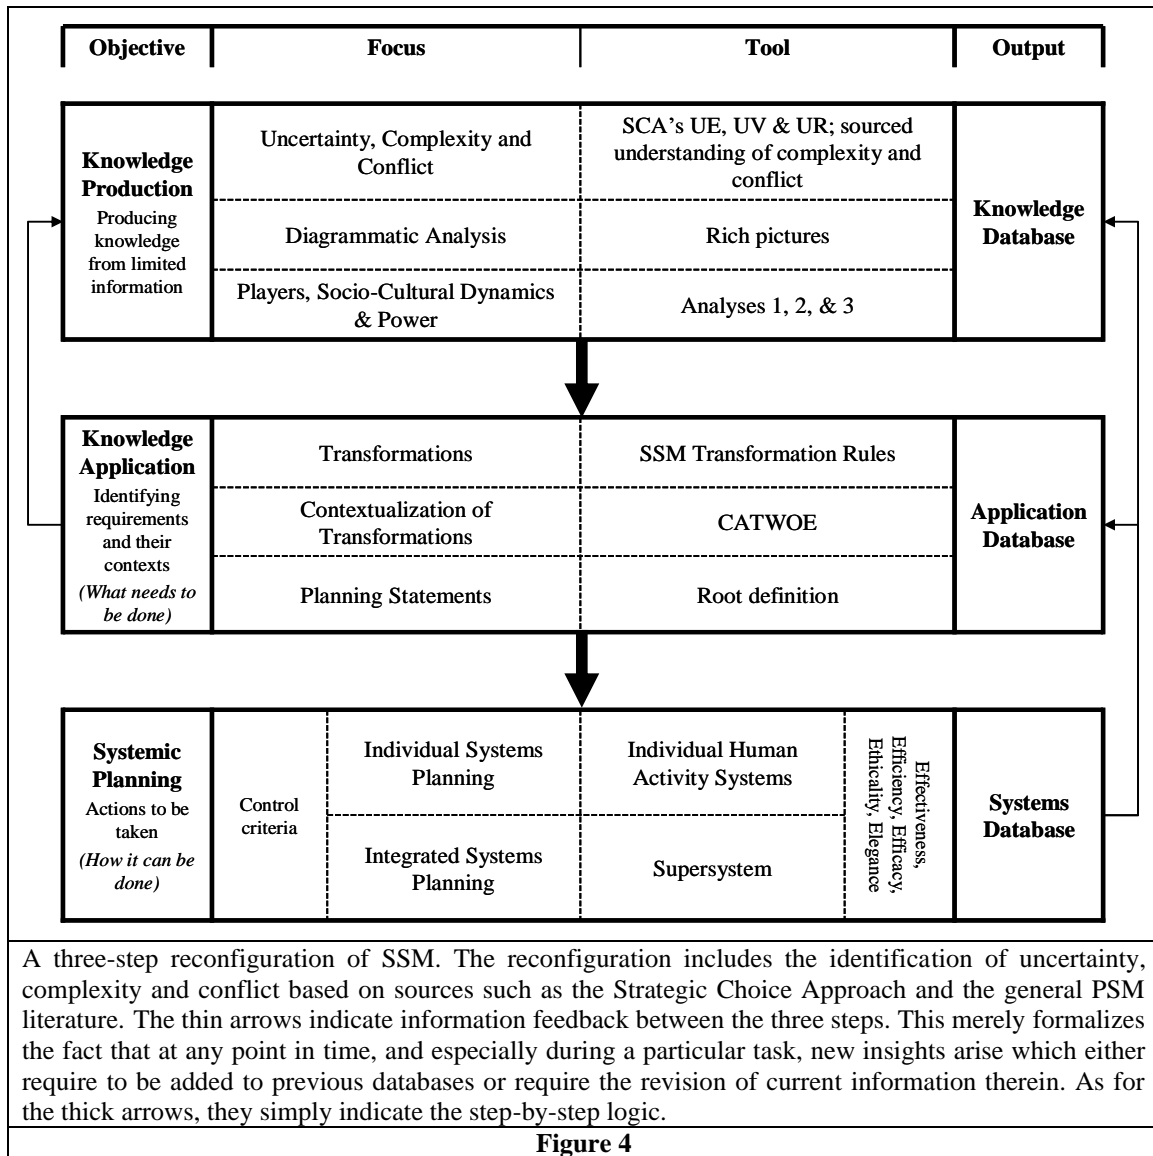 Objective
Focus
Tool
Output
Knowledge
Production
Producing
knowledge
from limited
information
Uncertainty, Complexity and
Conflict
SCA's UE, UV & UR; sourced
understanding of complexity and
conflict
Diagrammatic Analysis
Rich pictures
Players, Socio-Cultural Dynamics
& Power
Analyses 1, 2, & 3
Knowledge
Database
Knowledge
Application
Identifying
requirements
and their
contexts
(What needs to
be done)
Transformations
SSM Transformation Rules
Contextualization of
Transformations
CATWOE
Planning Statements
Root definition
Application
Database
Systemic
Planning
Actions to be
taken
(How it can be
done)
Control
criteria
Individual Systems
Planning
Individual Human
Activity Systems
Integrated Systems
Planning
Supersystem
Effectiveness,
Efficiency, Efficacy,
Ethicality, Elegance
Systems
Database
A three-step reconfiguration of SSM. The reconfiguration includes the identification of uncertainty,
complexity and conflict based on sources such as the Strategic Choice Approach and the general PSM
literature. The thin arrows indicate information feedback between the three steps. This merely formalizes
the fact that at any point in time, and especially during a particular task, new insights arise which either
require to be added to previous databases or require the revision of current information therein. As for
the thick arrows, they simply indicate the step-by-step logic.
Figure 4